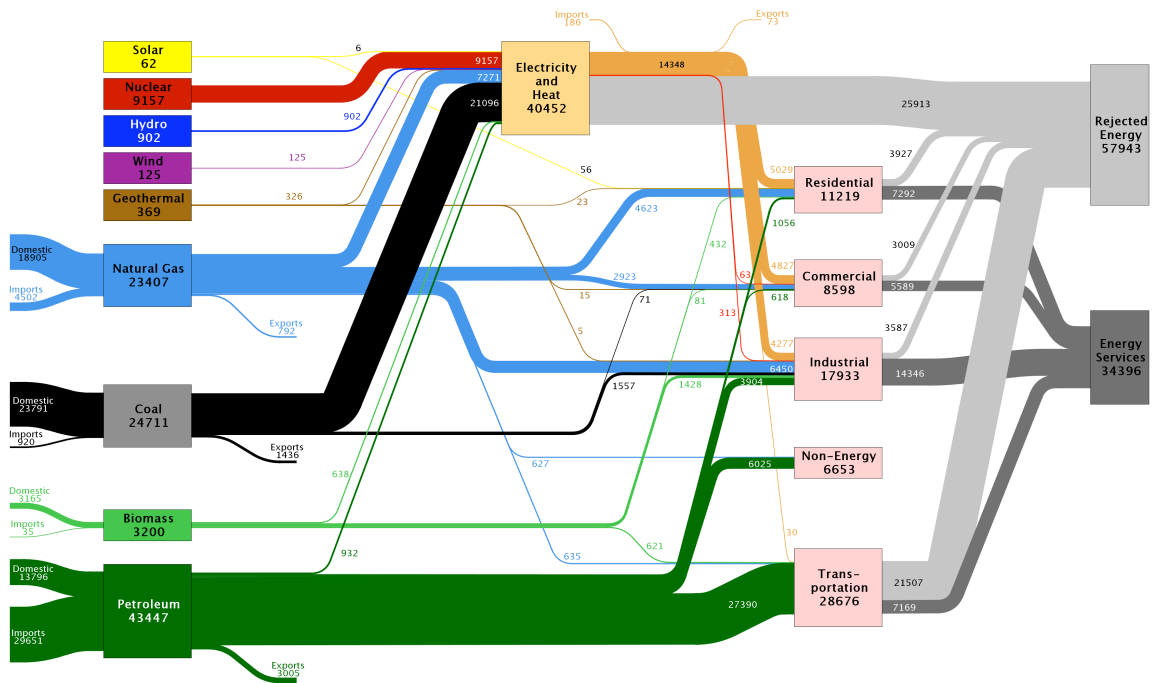 Imports
186
Exports
73
Solar
62
6
Nuclear
9157
9157
7271
21096
Electricity
and
Heat
40452
14348
25913
Rejected
Energy
57943
Hydro
902
902
Wind
125
125
Geothermal
369
326
56
23
4623
5029
Residential
11219
3927
7292
1056
432
Domestic
18905
Natural Gas
23407
Imports
4502
Exports
792
2923
15
71
81
63
4827
618
Commercial
8598
3009
5589
5
313
4277
6450
3904
Industrial
17933
3587
14346
Energy
Services
34396
Domestic
23791
Coal
24711
Imports
920
Exports
1436
1557
1428
638
627
6025
Non-Energy
6653
Domestic
3165
Imports
35
Biomass
3200
932
621
635
30
Domestic
13796
Petroleum
43447
Imports
29651
Exports
3005
27390
Trans-
portation
28676
21507
7169